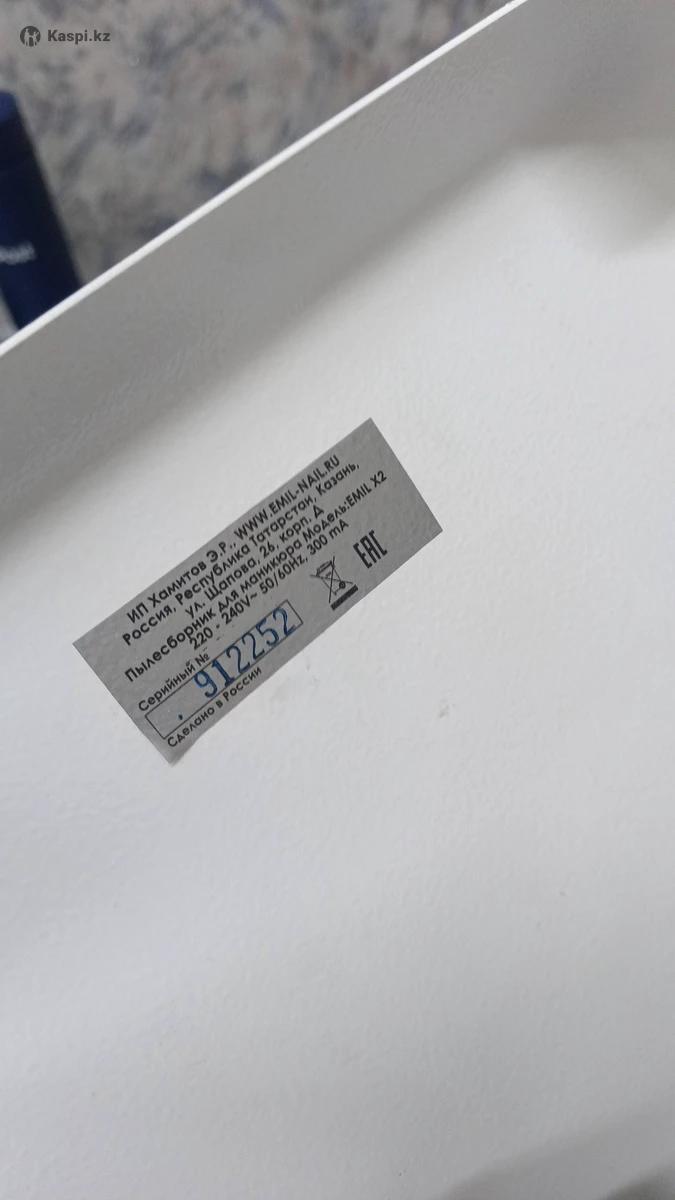 Kaspi.kz
ИП Хамитов Э.Р., WWW.EMIL-NAIL.RU
Россия, Республика Татарстан, Казань,
ул. Щапова, 26, корп. Д
Пылесборник для маникюра Модель:EMIL X2
220 - 240V~ 50/60Hz, 300 mA
Серийный №
912252
EAC
Сделано в России